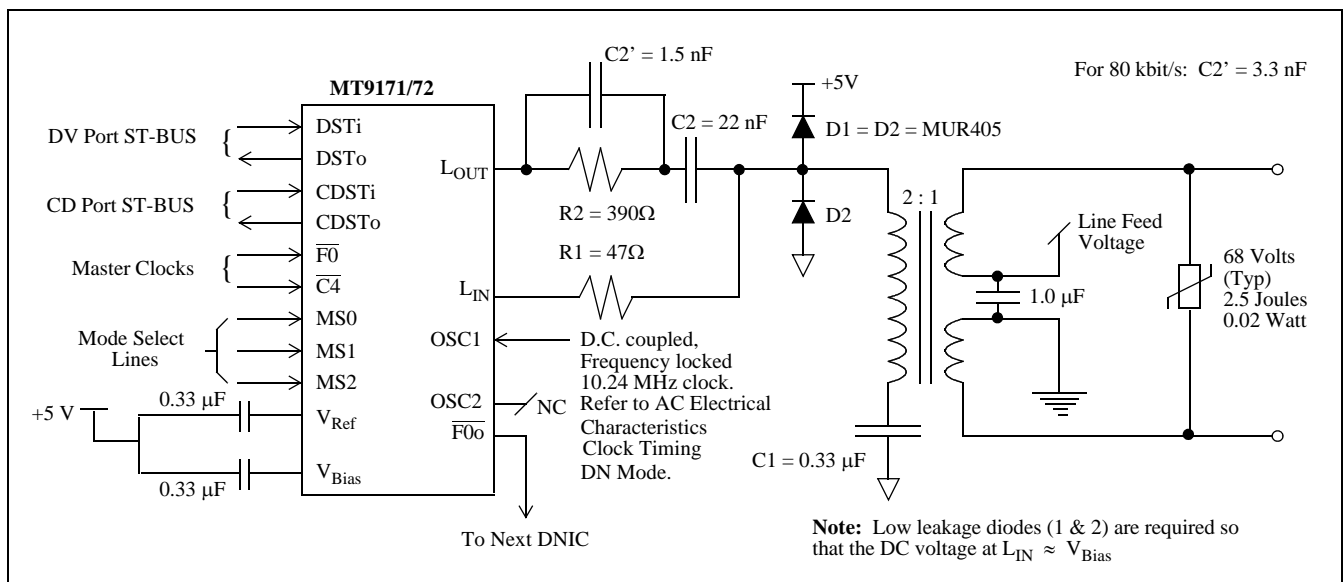 C2' = 1.5 nF
For 80 kbit/s: C2' = 3.3 nF
MT9171/72
+5V
DV Port ST-BUS
{
DSTi
DSTo
C2 = 22 nF
D1 = D2 = MUR405
L_OUT
CD Port ST-BUS
{
CDSTi
CDSTo
R2 = 390Ω
D2
2 : 1
Line Feed
Voltage
Master Clocks
{
F̅0̅
C̅4̅
R1 = 47Ω
L_IN
1.0 μF
68 Volts
(Typ)
2.5 Joules
0.02 Watt
Mode Select
Lines
MS0
MS1
MS2
OSC1
D.C. coupled,
Frequency locked
10.24 MHz clock.
Refer to AC Electrical
Characteristics
Clock Timing
DN Mode.
OSC2
NC
+5 V
0.33 μF
V_Ref
F̅0̅o̅
0.33 μF
V_Bias
C1 = 0.33 μF
To Next DNIC
Note: Low leakage diodes (1 & 2) are required so
that the DC voltage at L_IN ≈ V_Bias